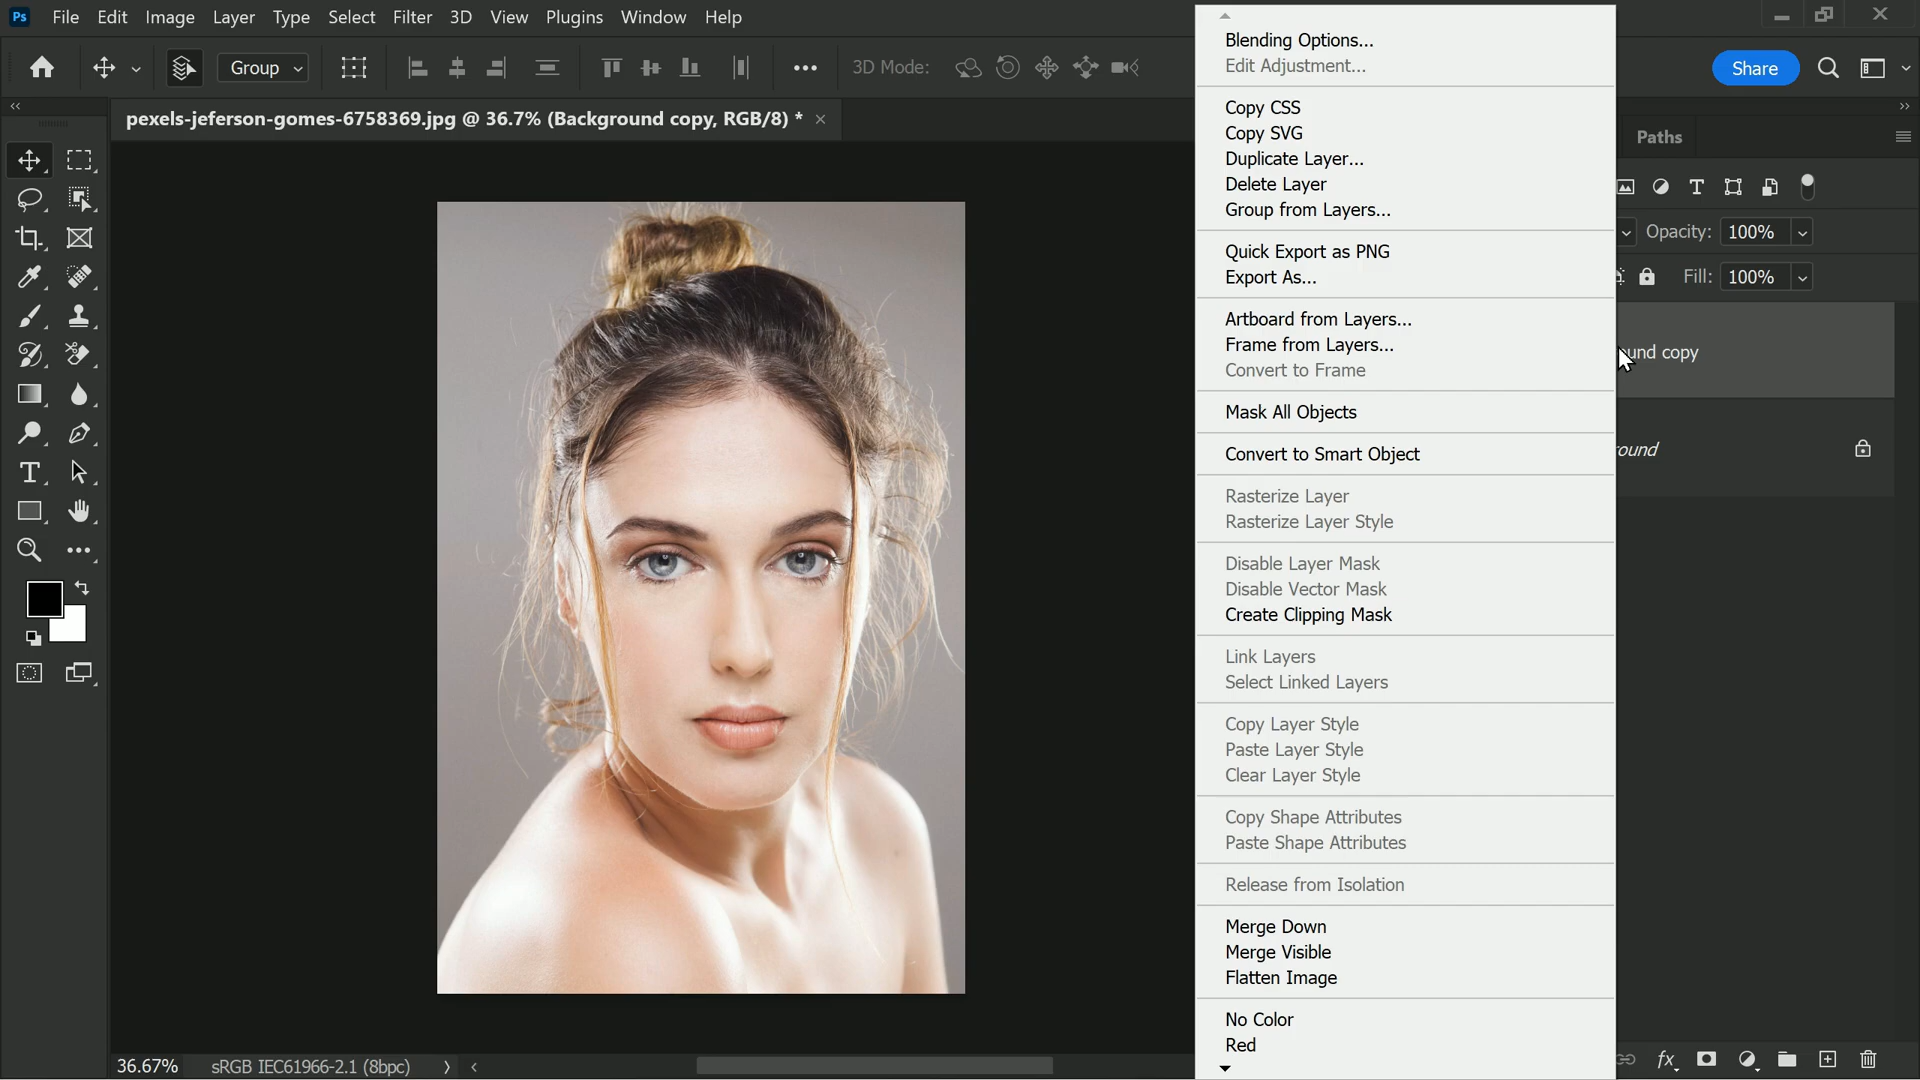 Ps File Edit Image Layer Type Select Filter 3D View Plugins Window Help
Group 3D Mode: Share
pexels-jeferson-gomes-6758369.jpg @ 36.7% (Background copy, RGB/8) *
Paths
Opacity: 100%
Fill: 100%
und copy
ound
Blending Options...
Edit Adjustment...
Copy CSS
Copy SVG
Duplicate Layer...
Delete Layer
Group from Layers...
Quick Export as PNG
Export As...
Artboard from Layers...
Frame from Layers...
Convert to Frame
Mask All Objects
Convert to Smart Object
Rasterize Layer
Rasterize Layer Style
Disable Layer Mask
Disable Vector Mask
Create Clipping Mask
Link Layers
Select Linked Layers
Copy Layer Style
Paste Layer Style
Clear Layer Style
Copy Shape Attributes
Paste Shape Attributes
Release from Isolation
Merge Down
Merge Visible
Flatten Image
No Color
Red
36.67% sRGB IEC61966-2.1 (8bpc)
fx